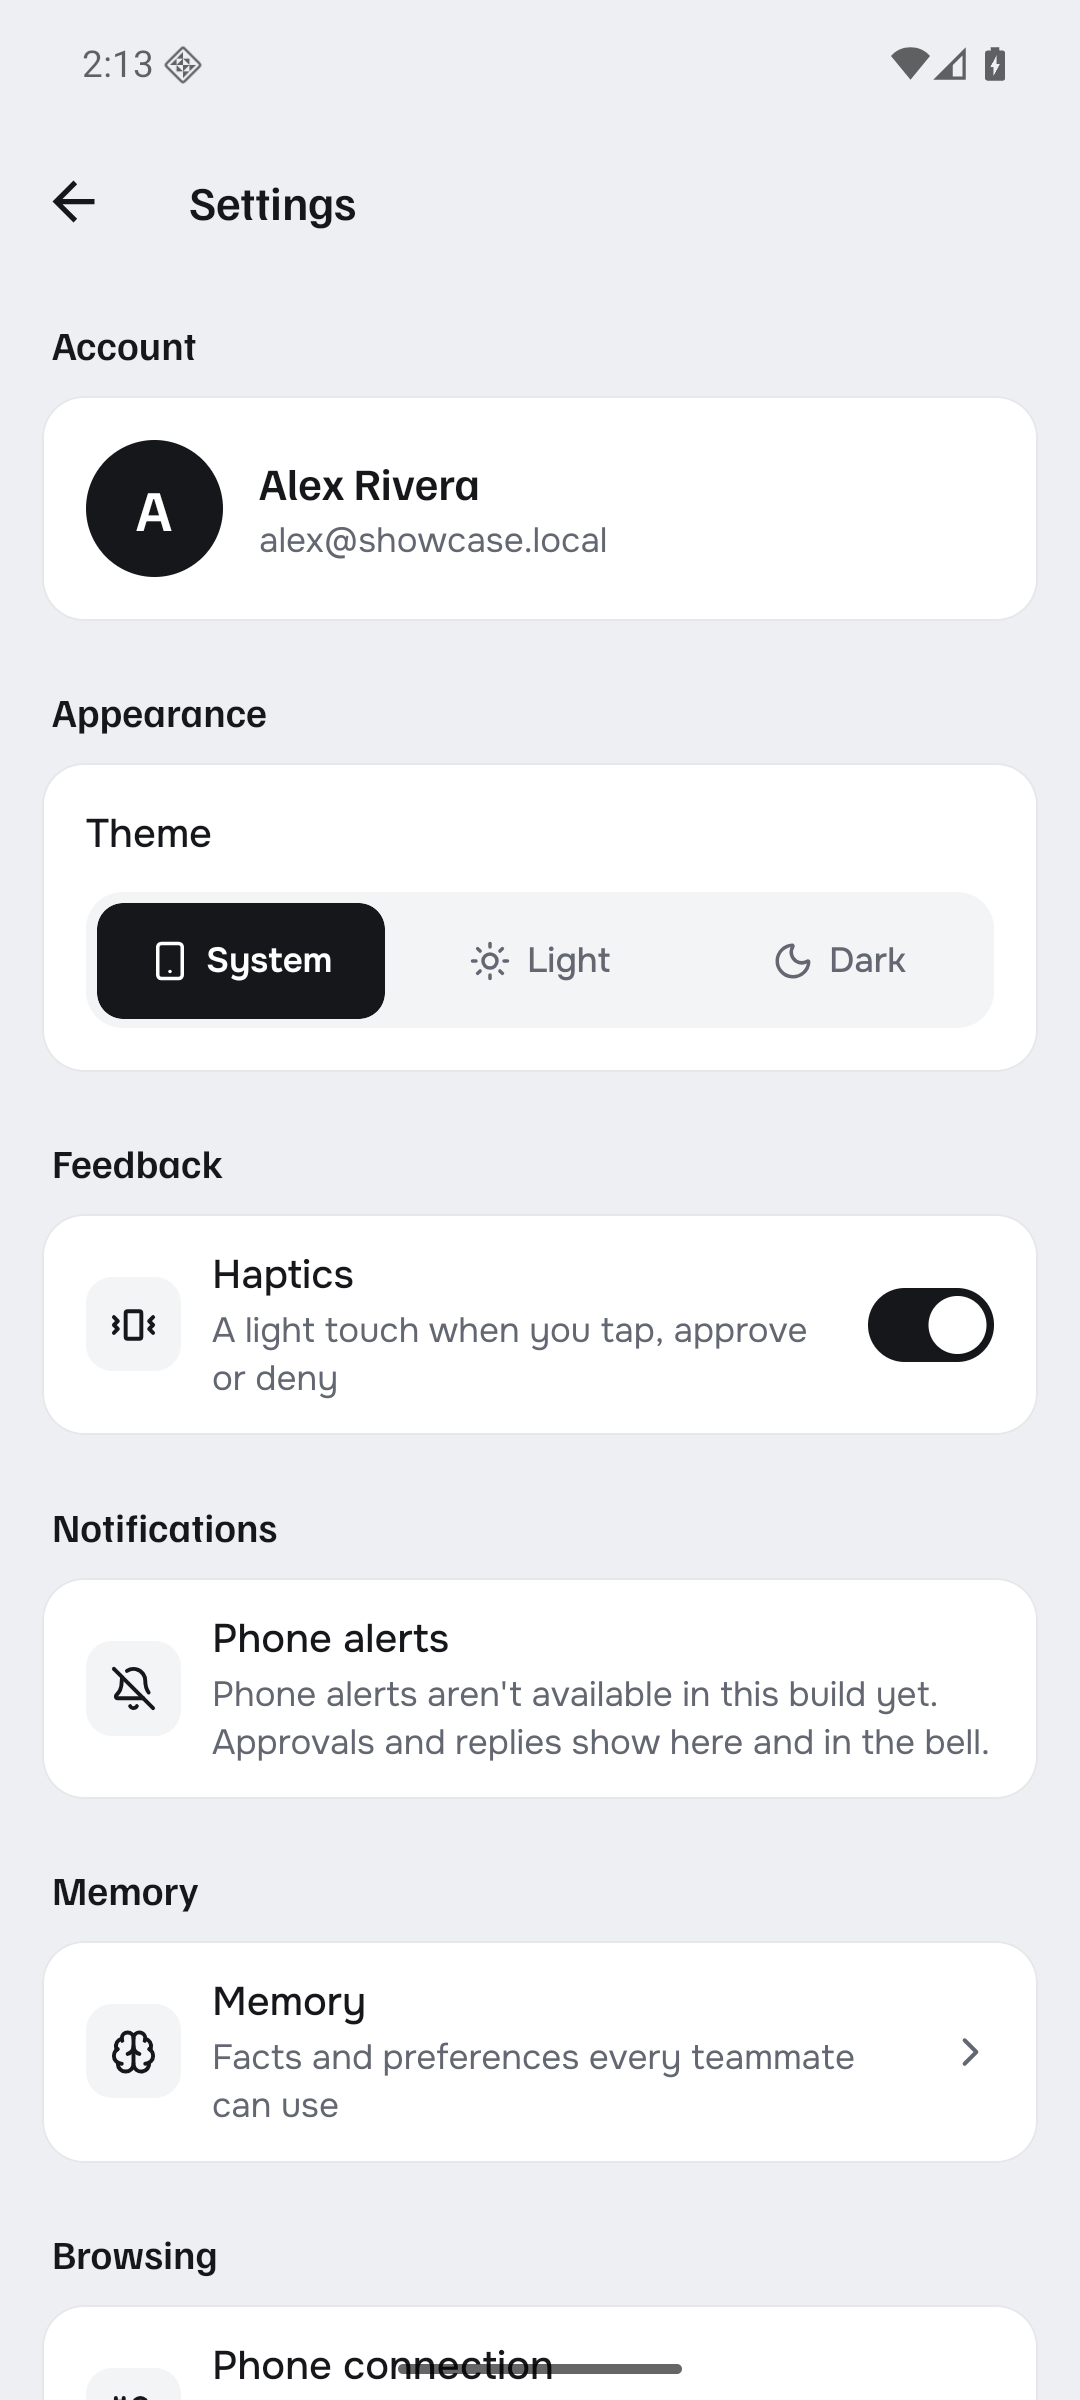 2:13
Settings
Account
A
Alex Rivera
alex@showcase.local
Appearance
Theme
System
Light
Dark
Feedback
Haptics
A light touch when you tap, approve
or deny
Notifications
Phone alerts
Phone alerts aren't available in this build yet.
Approvals and replies show here and in the bell.
Memory
Memory
Facts and preferences every teammate
can use
Browsing
Phone connection